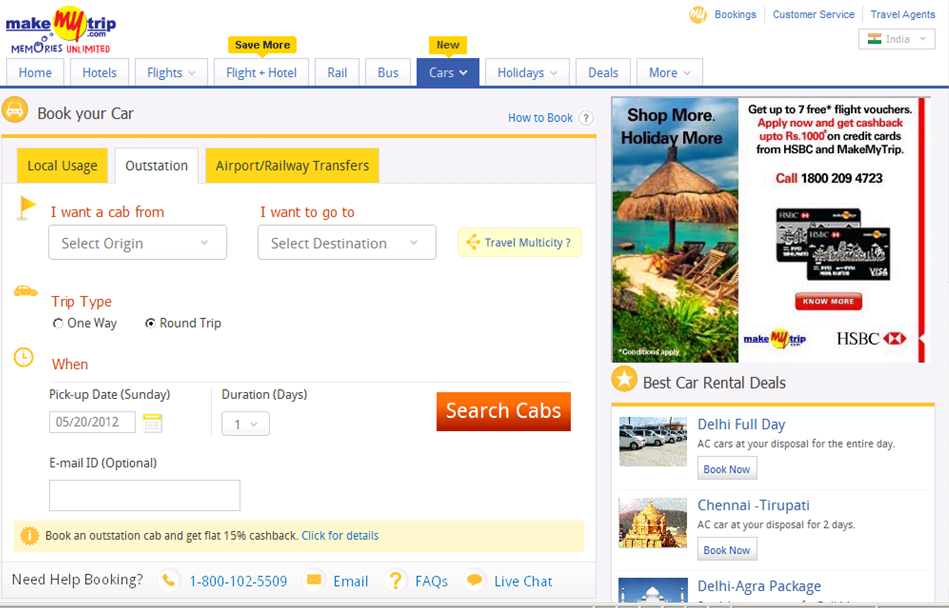 make my trip .com
MEMORIES UNLIMITED
Bookings
Customer Service
Travel Agents
India
Save More
New
Home
Hotels
Flights
Flight + Hotel
Rail
Bus
Cars
Holidays
Deals
More
Book your Car
How to Book ?
Local Usage
Outstation
Airport/Railway Transfers
I want a cab from
I want to go to
Select Origin
Select Destination
Travel Multicity ?
Trip Type
One Way
Round Trip
When
Pick-up Date (Sunday)
Duration (Days)
05/20/2012
1
Search Cabs
E-mail ID (Optional)
Book an outstation cab and get flat 15% cashback. Click for details
Need Help Booking?
1-800-102-5509
Email
FAQs
Live Chat
Shop More.
Holiday More
*Conditions apply
Get up to 7 free* flight vouchers.
Apply now and get cashback
upto Rs.1000* on credit cards
from HSBC and MakeMyTrip.
Call 1800 209 4723
HSBC
HSBC
VISA
KNOW MORE
make my trip .com
HSBC
Best Car Rental Deals
Delhi Full Day
AC cars at your disposal for the entire day.
Book Now
Chennai -Tirupati
AC car at your disposal for 2 days.
Book Now
Delhi-Agra Package